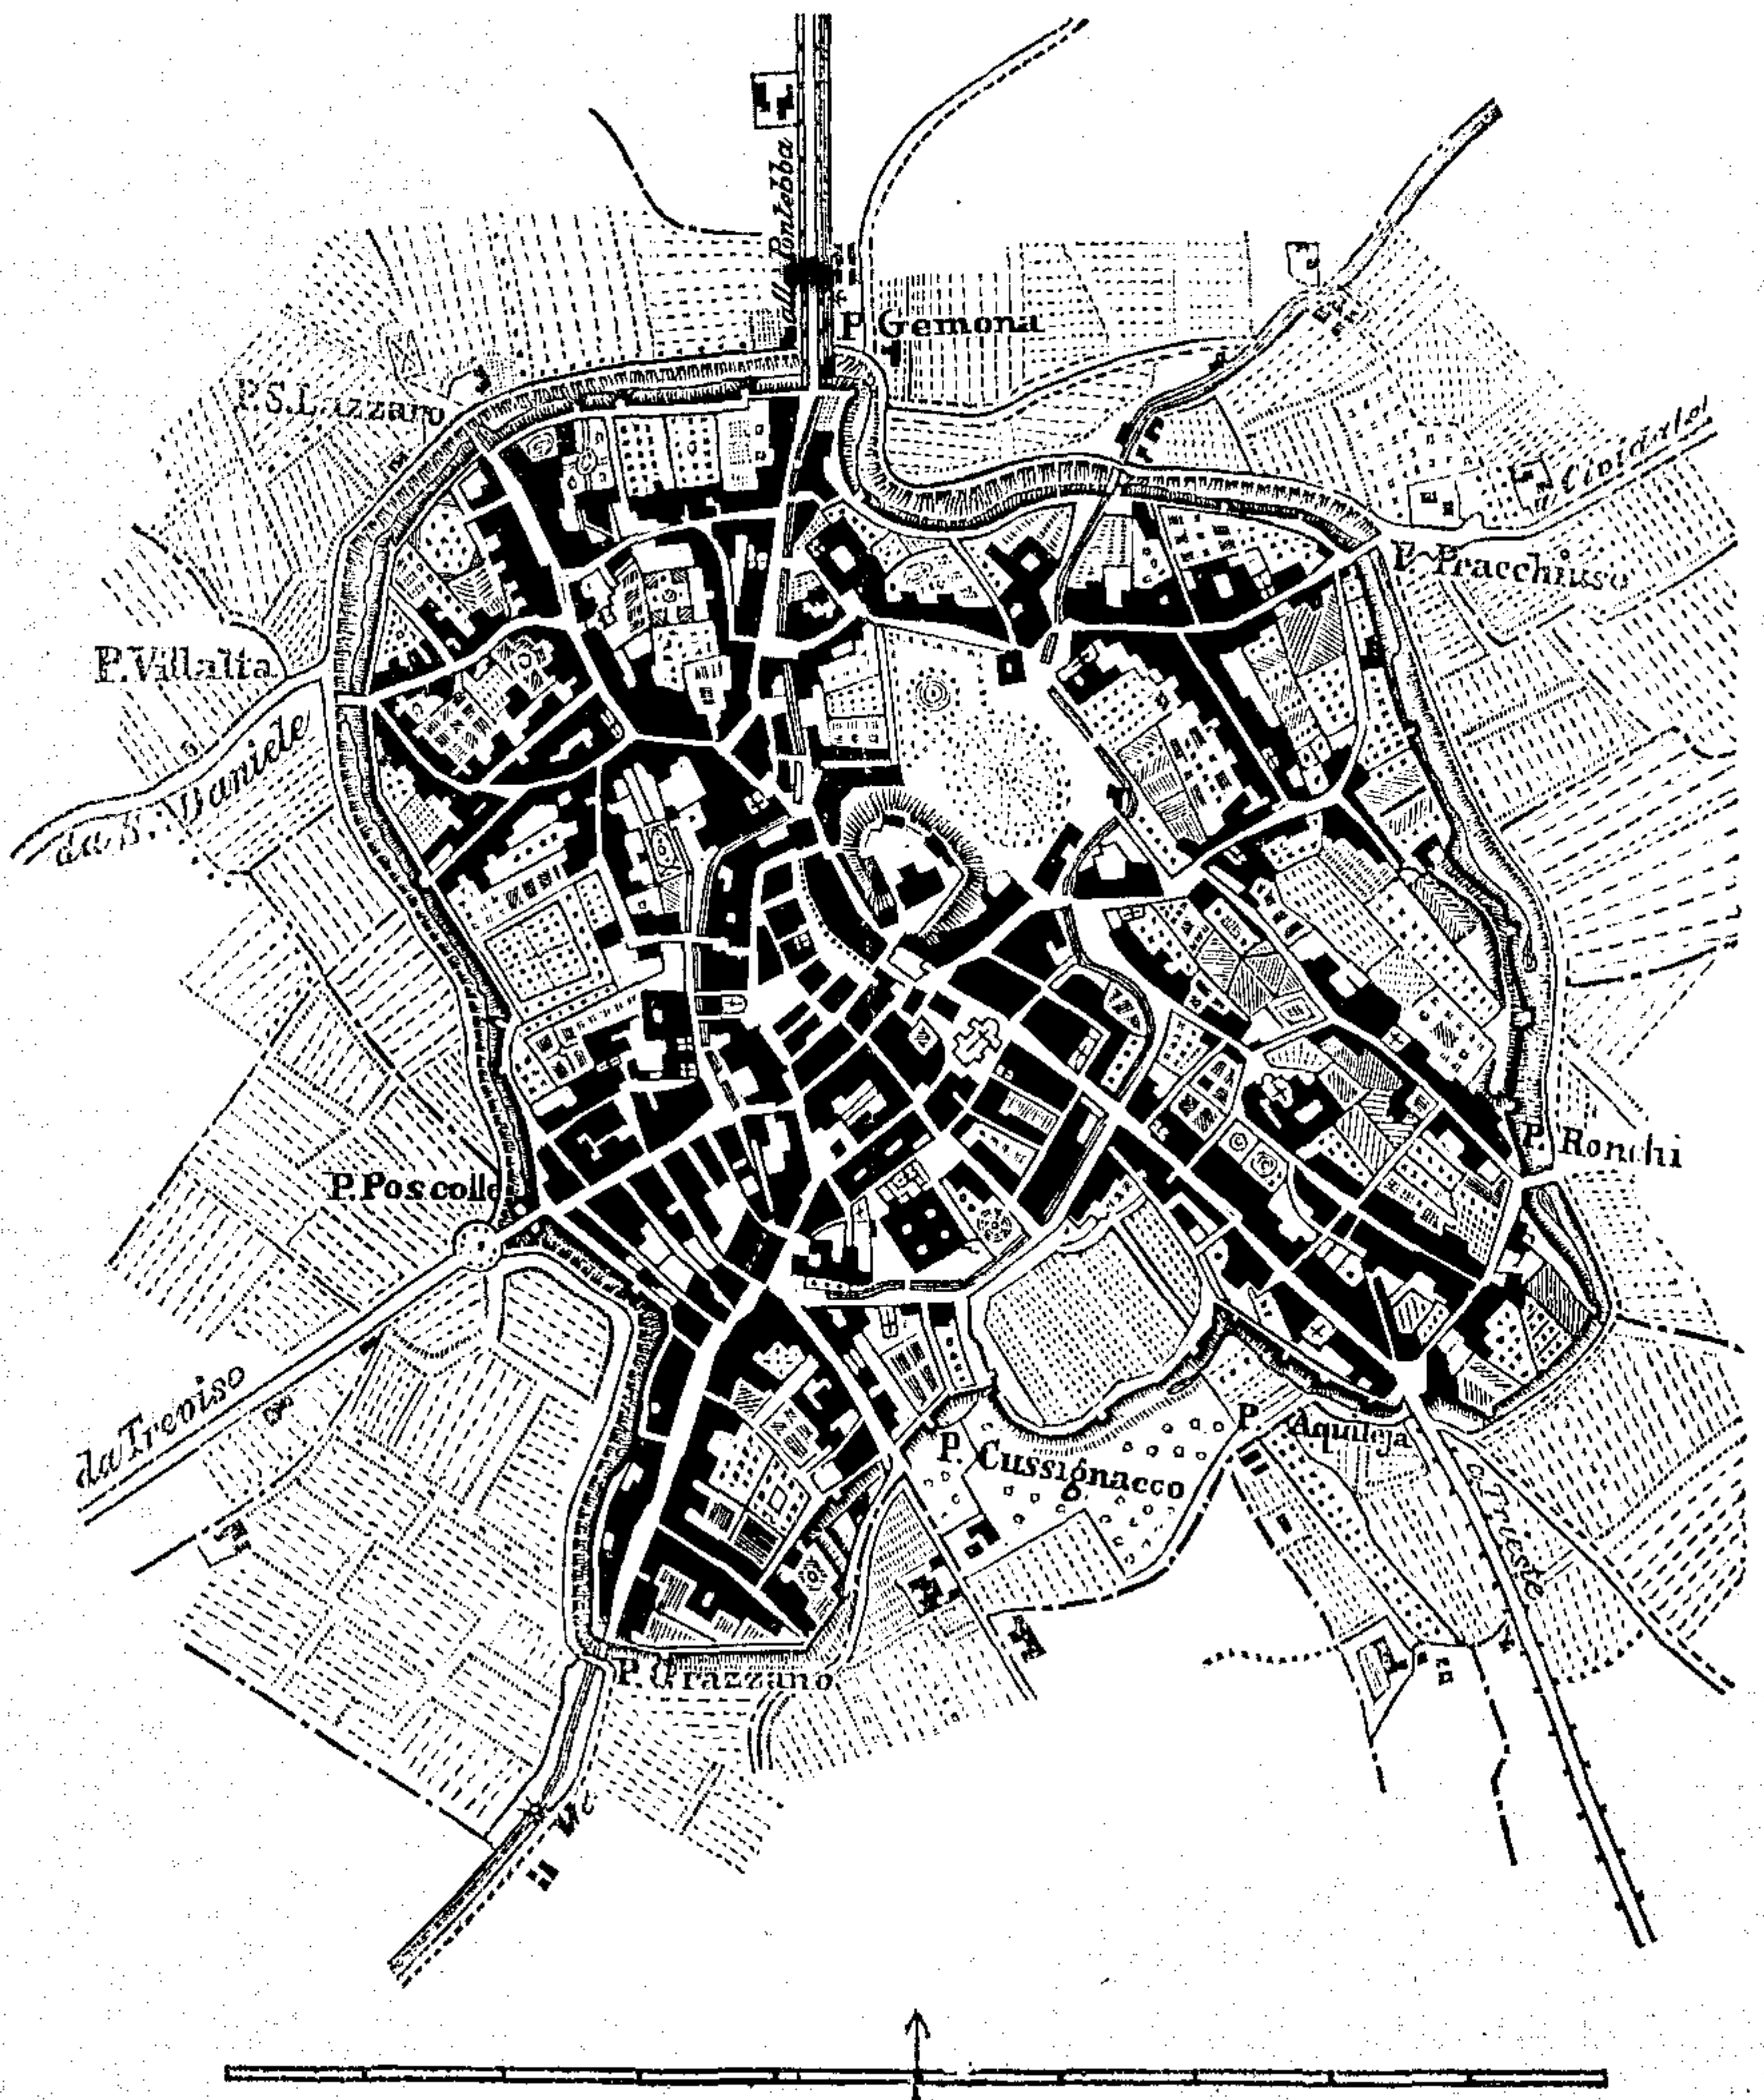 alla Pontebba
P. Gemona
P. S. Lazzaro
a Cividale
P. Pracchiuso
P. Villalta
da S. Daniele
P. Ronchi
P. Poscolle
da Treviso
P. Aquileja
P. Cussignacco
a Trieste
P. Grazzano